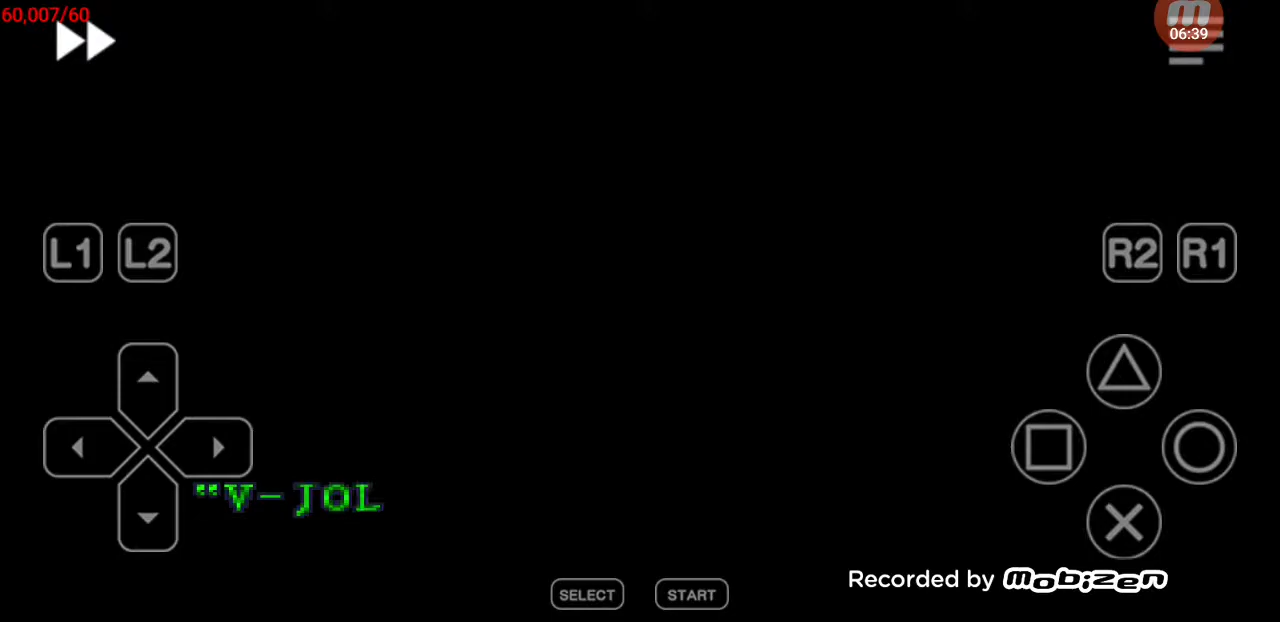 60,007/60
06:39
L1 L2 R2 R1
“V-JOL
SELECT START
Recorded by mobizen